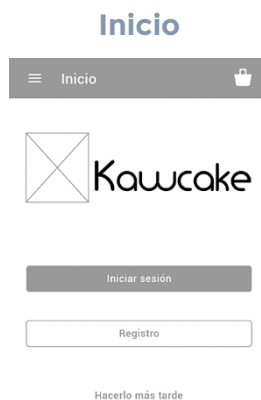 Inicio
Inicio
Kawcake
Iniciar sesión
Registro
Hacerlo más tarde